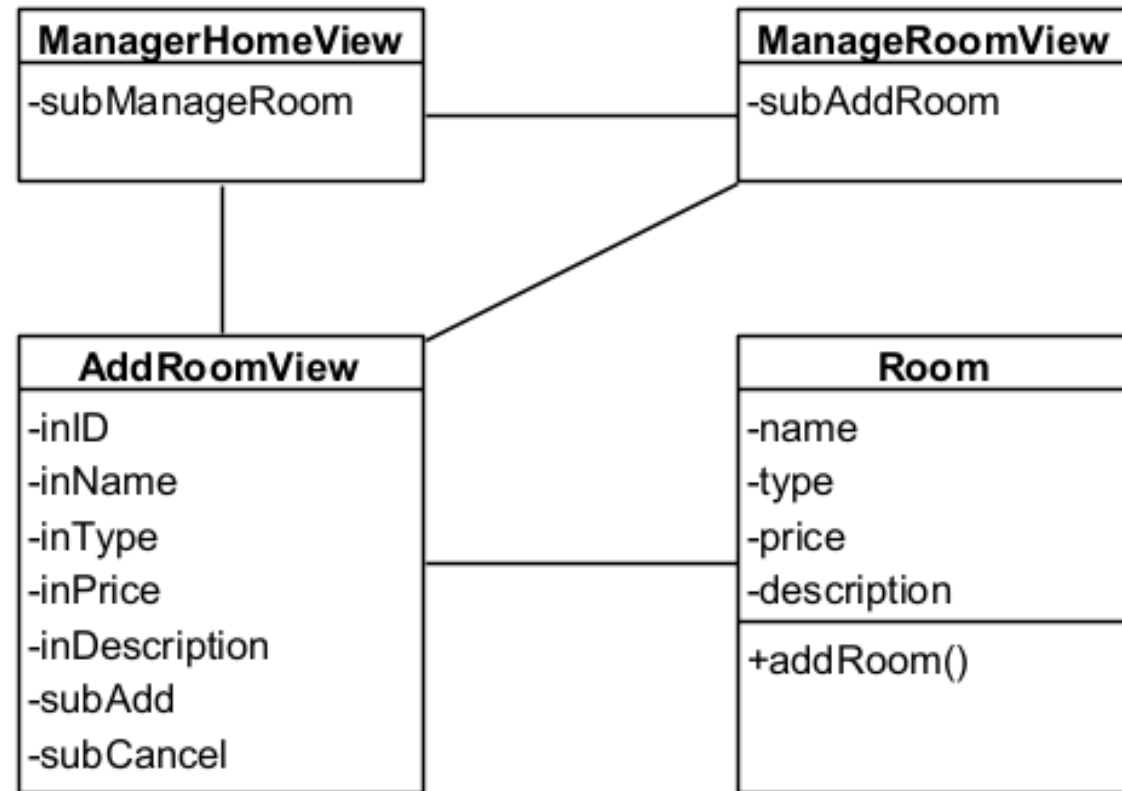 ManagerHomeView
-subManageRoom
ManageRoomView
-subAddRoom
AddRoomView
-inID
-inName
-inType
-inPrice
-inDescription
-subAdd
-subCancel
Room
-name
-type
-price
-description
+addRoom()